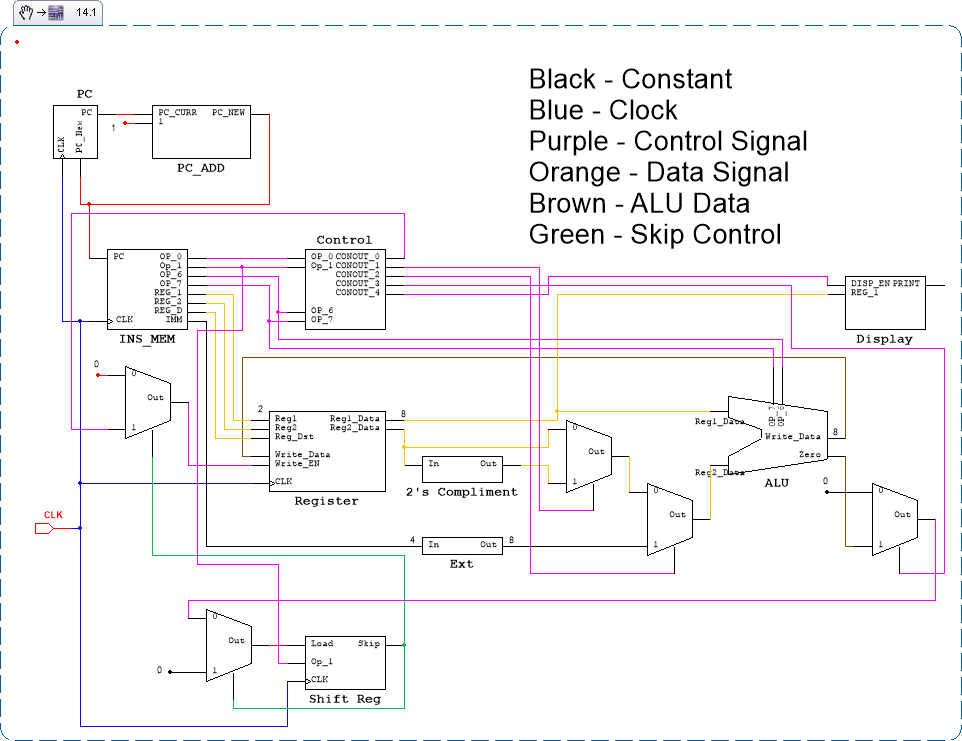 14.1
Black - Constant
Blue - Clock
Purple - Control Signal
Orange - Data Signal
Brown - ALU Data
Green - Skip Control
PC
PC
PC_New
CLK
PC_CURR PC_NEW
1
1
PC_ADD
Control
PC
OP_0
Op_1
OP_6
OP_7
REG_1
REG_2
REG_D
IMM
CLK
INS_MEM
OP_0 CONOUT_0
Op_1 CONOUT_1
CONOUT_2
CONOUT_3
CONOUT_4
OP_6
OP_7
DISP_EN PRINT
REG_1
Display
0
0
Out
1
2
Reg1 Reg1_Data
Reg2 Reg2_Data
Reg_Dst
Write_Data
Write_EN
CLK
Register
8
In Out
2's Compliment
0
Out
1
4
In Out
8
Ext
0
Out
1
OP_7
OP_6
Reg1_Data
Write_Data
8
Zero
Reg2_Data
ALU
0
0
Out
1
CLK
0
Out
0
1
Load Skip
Op_1
CLK
Shift Reg